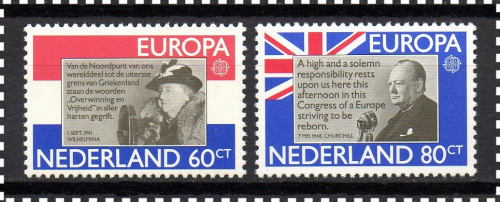 EUROPA
Van de Noordpunt van ons
werelddeel tot de uiterste
grens van Griekenland
staan de woorden
„Overwinning en
Vrijheid” in aller
harten gegrift.
1 SEPT. 1941
WILHELMINA
NEDERLAND 60CT
EUROPA
A high and a solemn
responsibility rests
upon us here this
afternoon in this
Congress of a Europe
striving to be
reborn.
7 MEI 1948, CHURCHILL
NEDERLAND 80CT